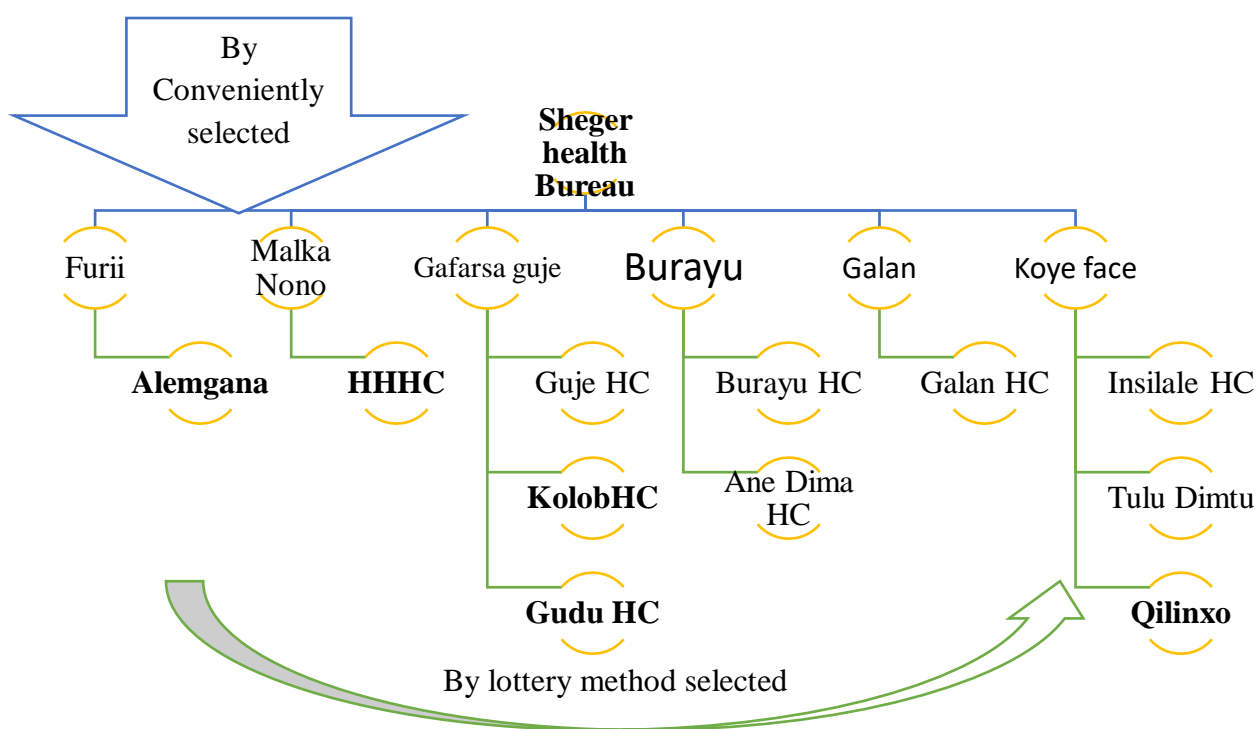 By
Conveniently
selected
Sheger
health
Bureau
Furii
Malka
Nono
Gafarsa guje
Burayu
Galan
Koye face
Alemgana
HHHC
Guje HC
Burayu HC
Galan HC
Insilale HC
KolobHC
Ane Dima
HC
Tulu Dimtu
Gudu HC
Qilinxo
By lottery method selected